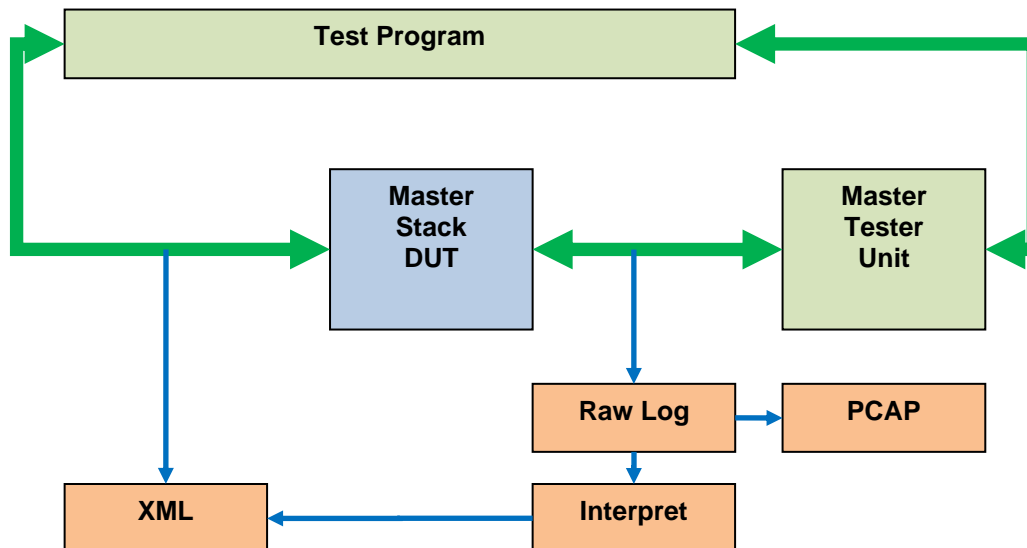 Test Program
Master
Stack
DUT
Master
Tester
Unit
Raw Log
PCAP
XML
Interpret